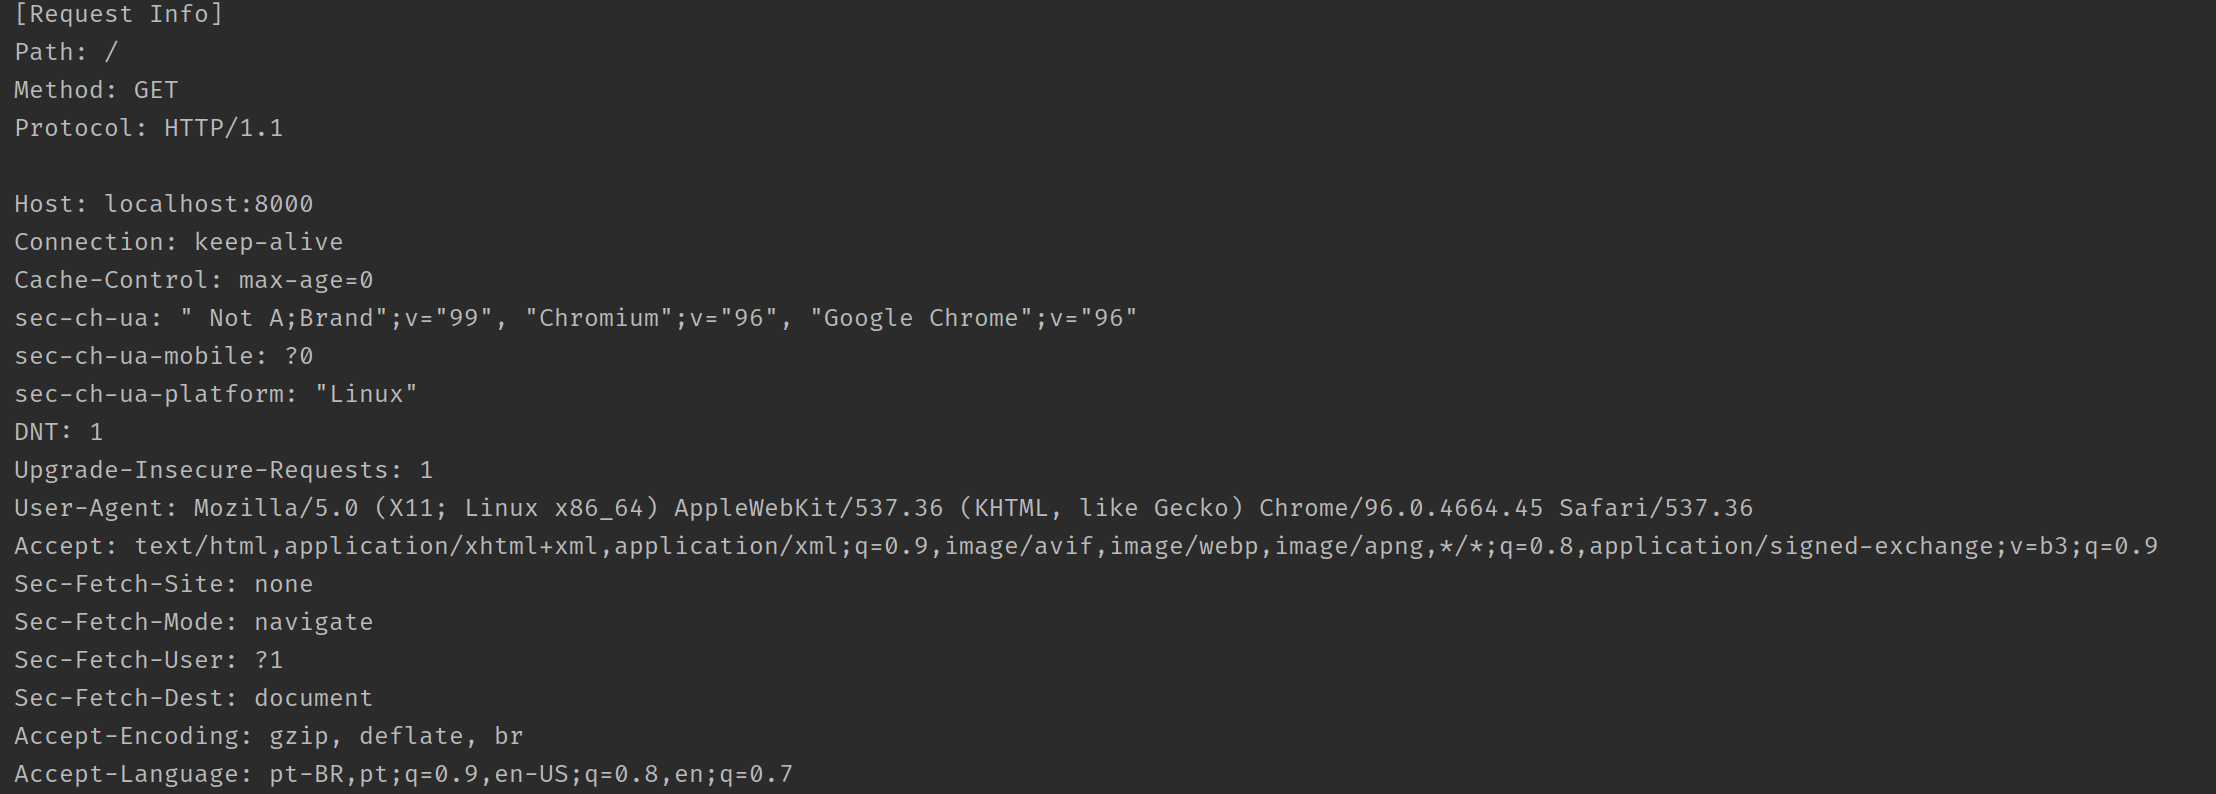 [Request Info]
Path: /
Method: GET
Protocol: HTTP/1.1

Host: localhost:8000
Connection: keep-alive
Cache-Control: max-age=0
sec-ch-ua: " Not A;Brand";v="99", "Chromium";v="96", "Google Chrome";v="96"
sec-ch-ua-mobile: ?0
sec-ch-ua-platform: "Linux"
DNT: 1
Upgrade-Insecure-Requests: 1
User-Agent: Mozilla/5.0 (X11; Linux x86_64) AppleWebKit/537.36 (KHTML, like Gecko) Chrome/96.0.4664.45 Safari/537.36
Accept: text/html,application/xhtml+xml,application/xml;q=0.9,image/avif,image/webp,image/apng,*/*;q=0.8,application/signed-exchange;v=b3;q=0.9
Sec-Fetch-Site: none
Sec-Fetch-Mode: navigate
Sec-Fetch-User: ?1
Sec-Fetch-Dest: document
Accept-Encoding: gzip, deflate, br
Accept-Language: pt-BR,pt;q=0.9,en-US;q=0.8,en;q=0.7